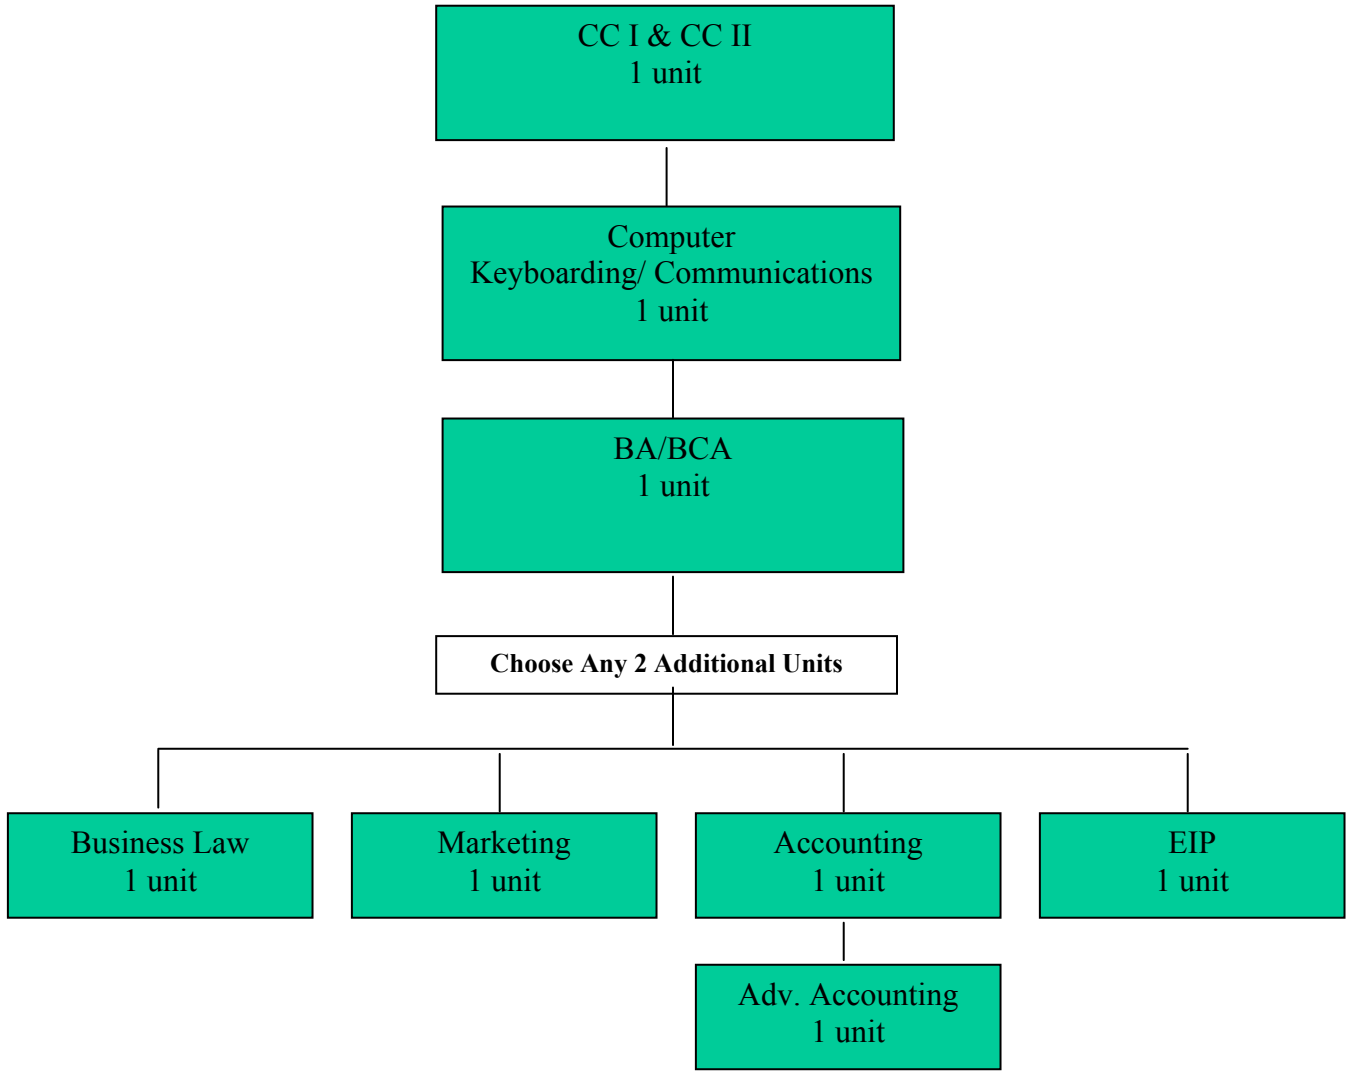 CC I & CC II
1 unit
Computer
Keyboarding/ Communications
1 unit
BA/BCA
1 unit
Choose Any 2 Additional Units
Business Law
1 unit
Marketing
1 unit
Accounting
1 unit
EIP
1 unit
Adv. Accounting
1 unit